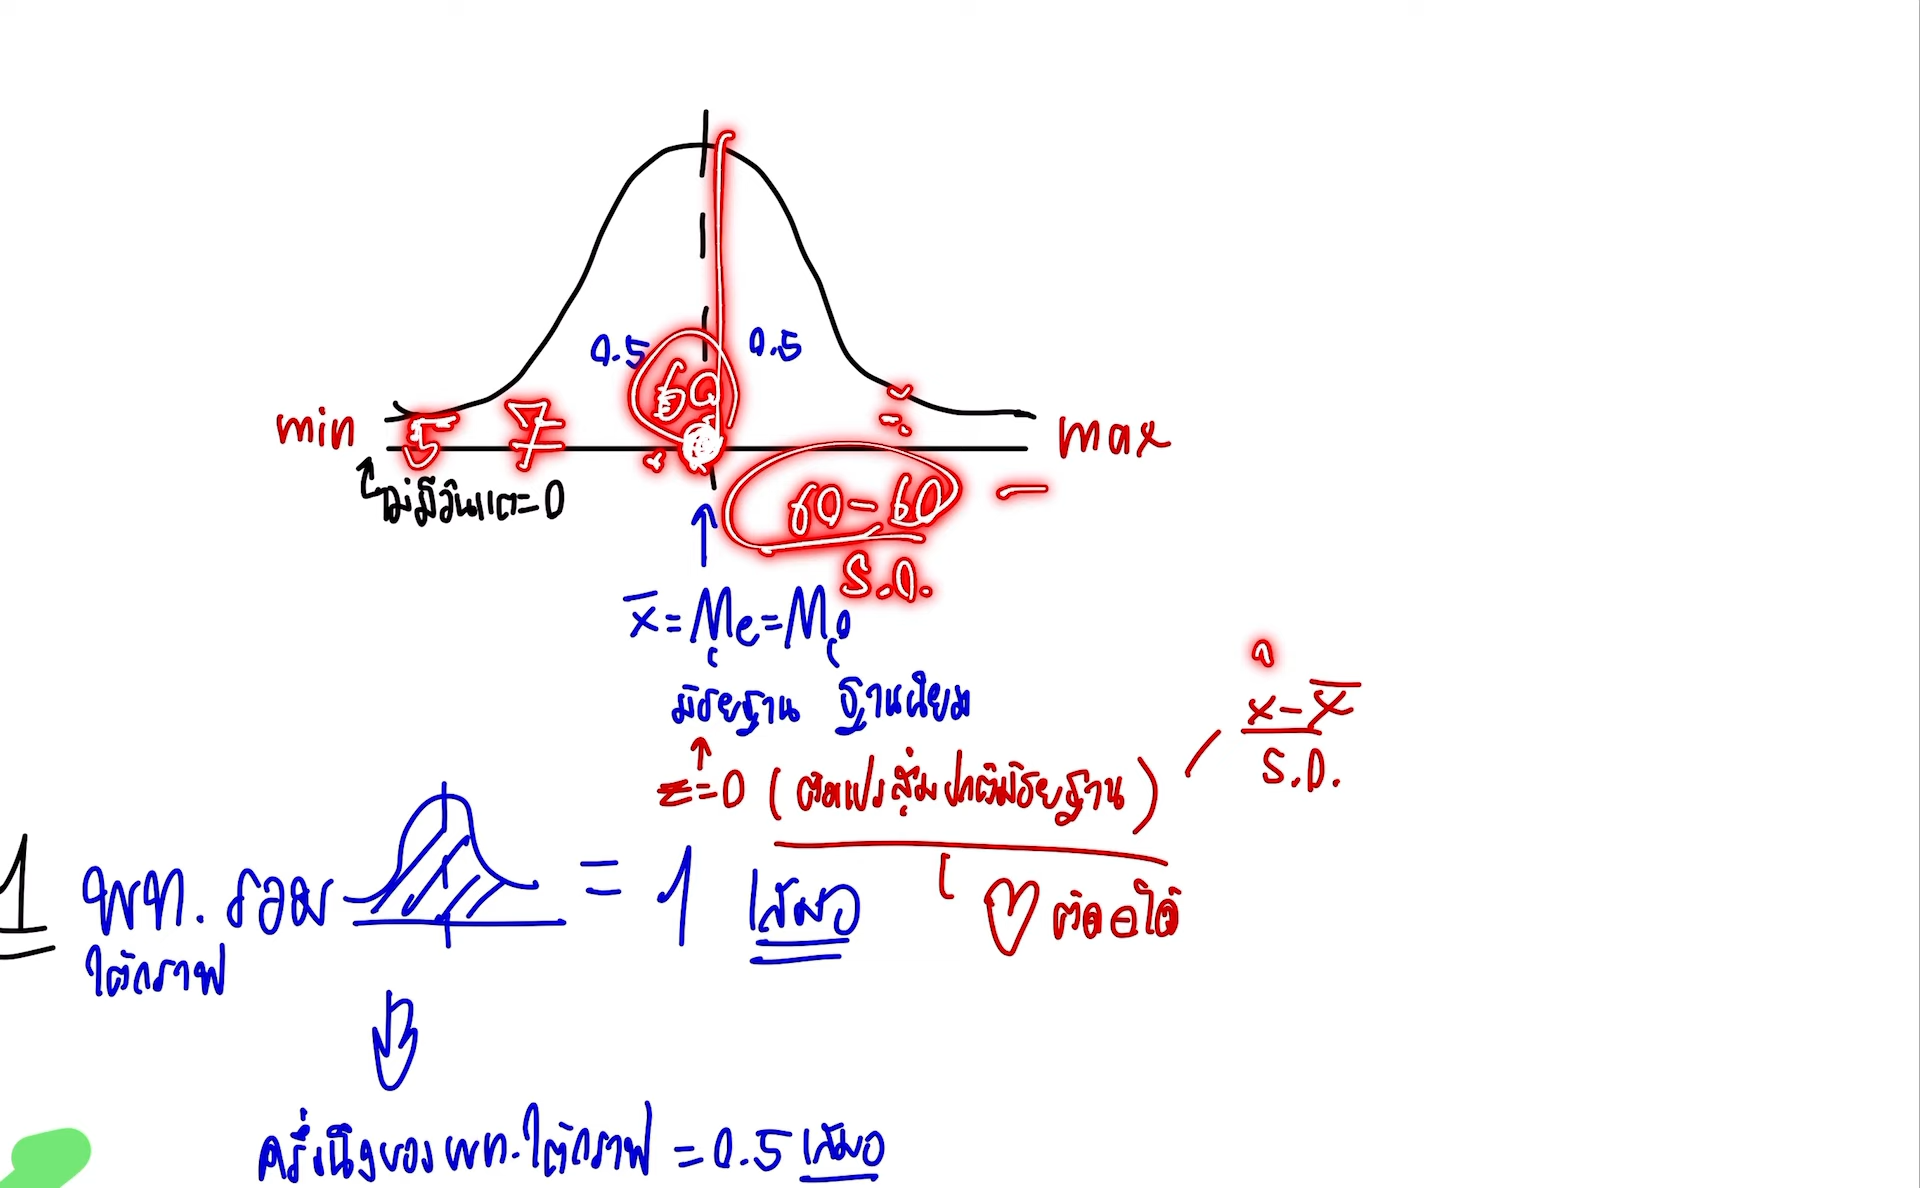 0.5 60 0.5
min 5 7 max
ไม่มีวันแตะ=0
60-60 -
S.D.
x̄ = Me = Mo
มัธยฐาน ฐานนิยม
z=0 (ตัวแปรสุ่มปกติมาตรฐาน)
x-x̄
S.D.
1 พท. รวม = 1 เสมอ
ใต้กราฟ
♡ ติด ⊖ ได้
ครึ่งนึงของ พท.ใต้กราฟ = 0.5 เสมอ